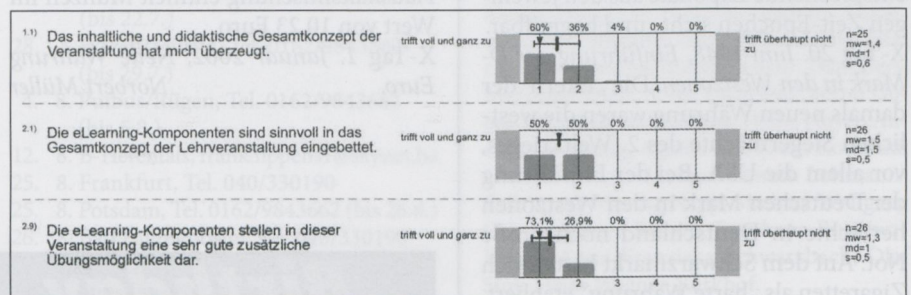 1.1) Das inhaltliche und didaktische Gesamtkonzept der
Veranstaltung hat mich überzeugt.
trifft voll und ganz zu
60% 36% 4% 0% 0%
1 2 3 4 5
trifft überhaupt nicht
zu
n=25
mw=1,4
md=1
s=0,6
2.1) Die eLearning-Komponenten sind sinnvoll in das
Gesamtkonzept der Lehrveranstaltung eingebettet.
trifft voll und ganz zu
50% 50% 0% 0% 0%
1 2 3 4 5
trifft überhaupt nicht
zu
n=26
mw=1,5
md=1,5
s=0,5
2.9) Die eLearning-Komponenten stellen in dieser
Veranstaltung eine sehr gute zusätzliche
Übungsmöglichkeit dar.
trifft voll und ganz zu
73,1% 26,9% 0% 0% 0%
1 2 3 4 5
trifft überhaupt nicht
zu
n=26
mw=1,3
md=1
s=0,5